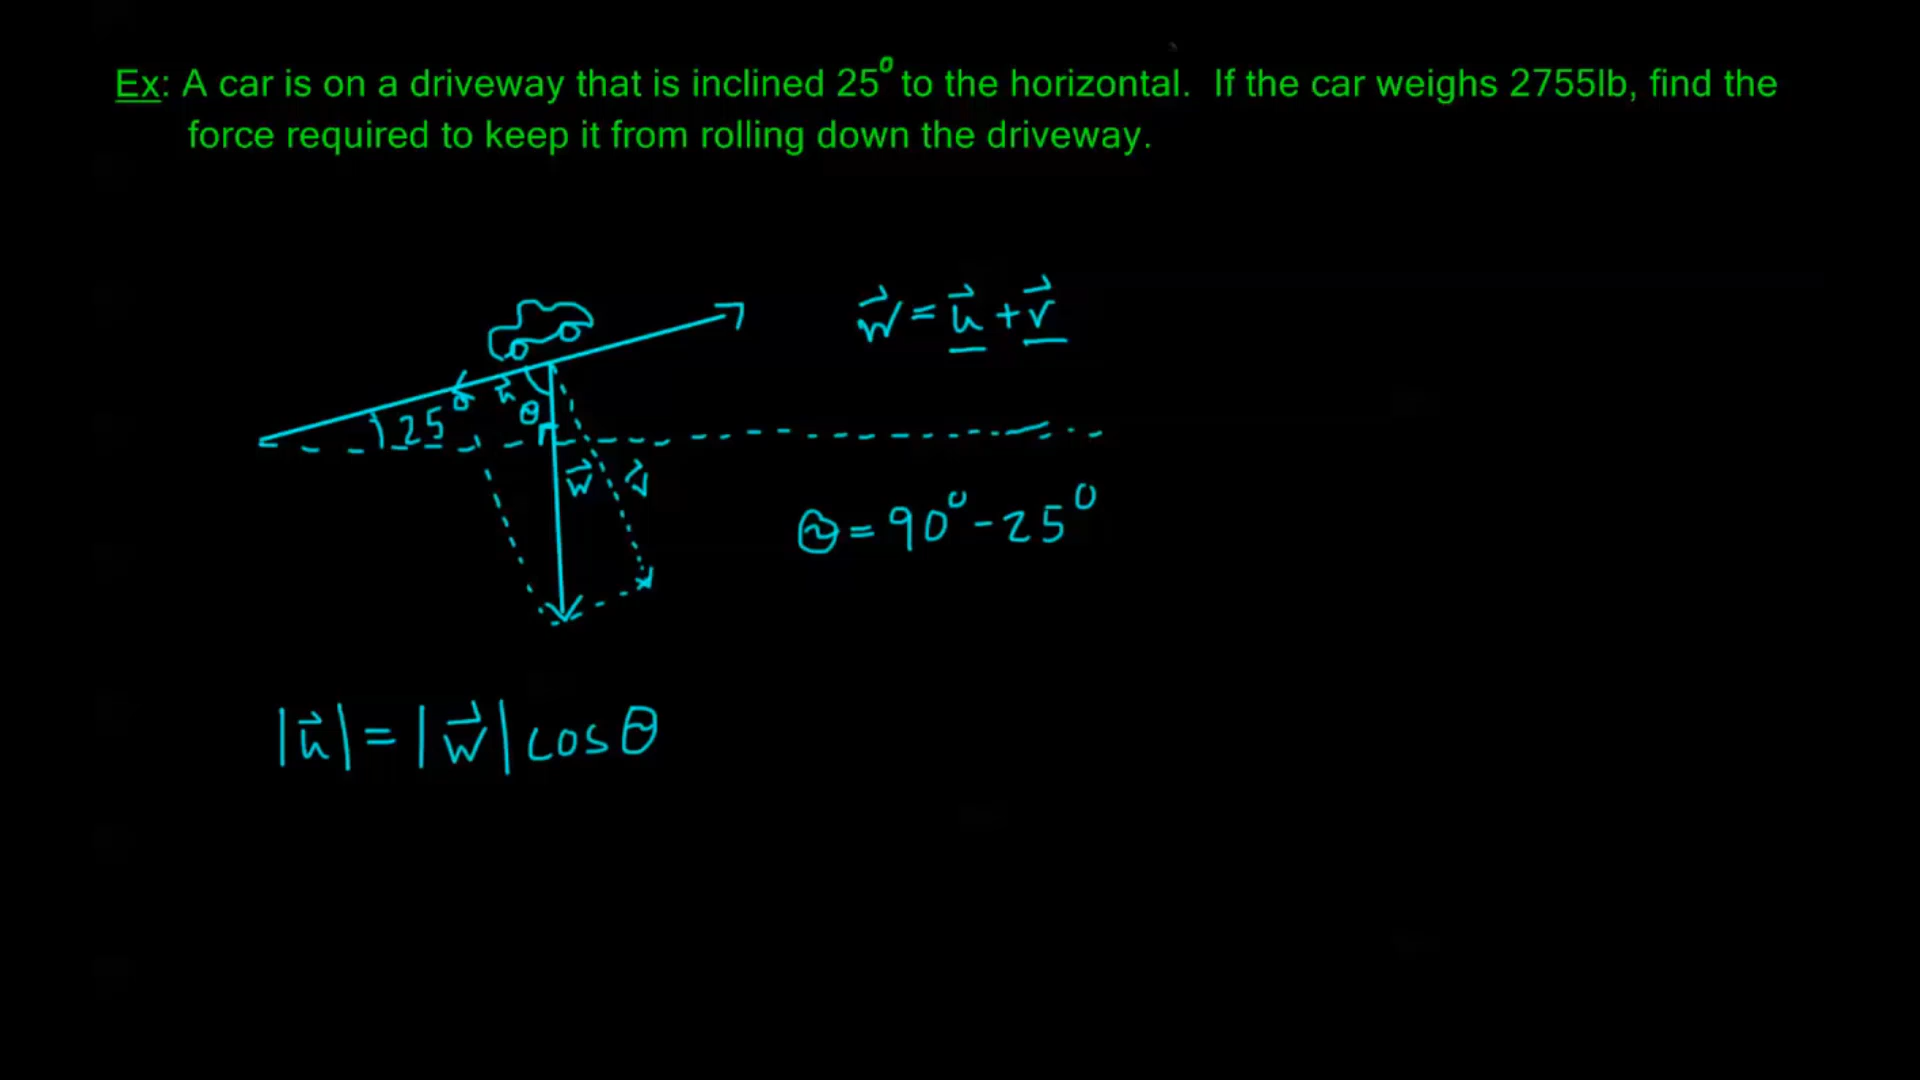 Ex: A car is on a driveway that is inclined 25° to the horizontal. If the car weighs 2755lb, find the
force required to keep it from rolling down the driveway.
w⃗ = u⃗ + v⃗
u⃗
25° θ
w⃗ v⃗
θ = 90° - 25°
|u⃗| = |w⃗| cos θ